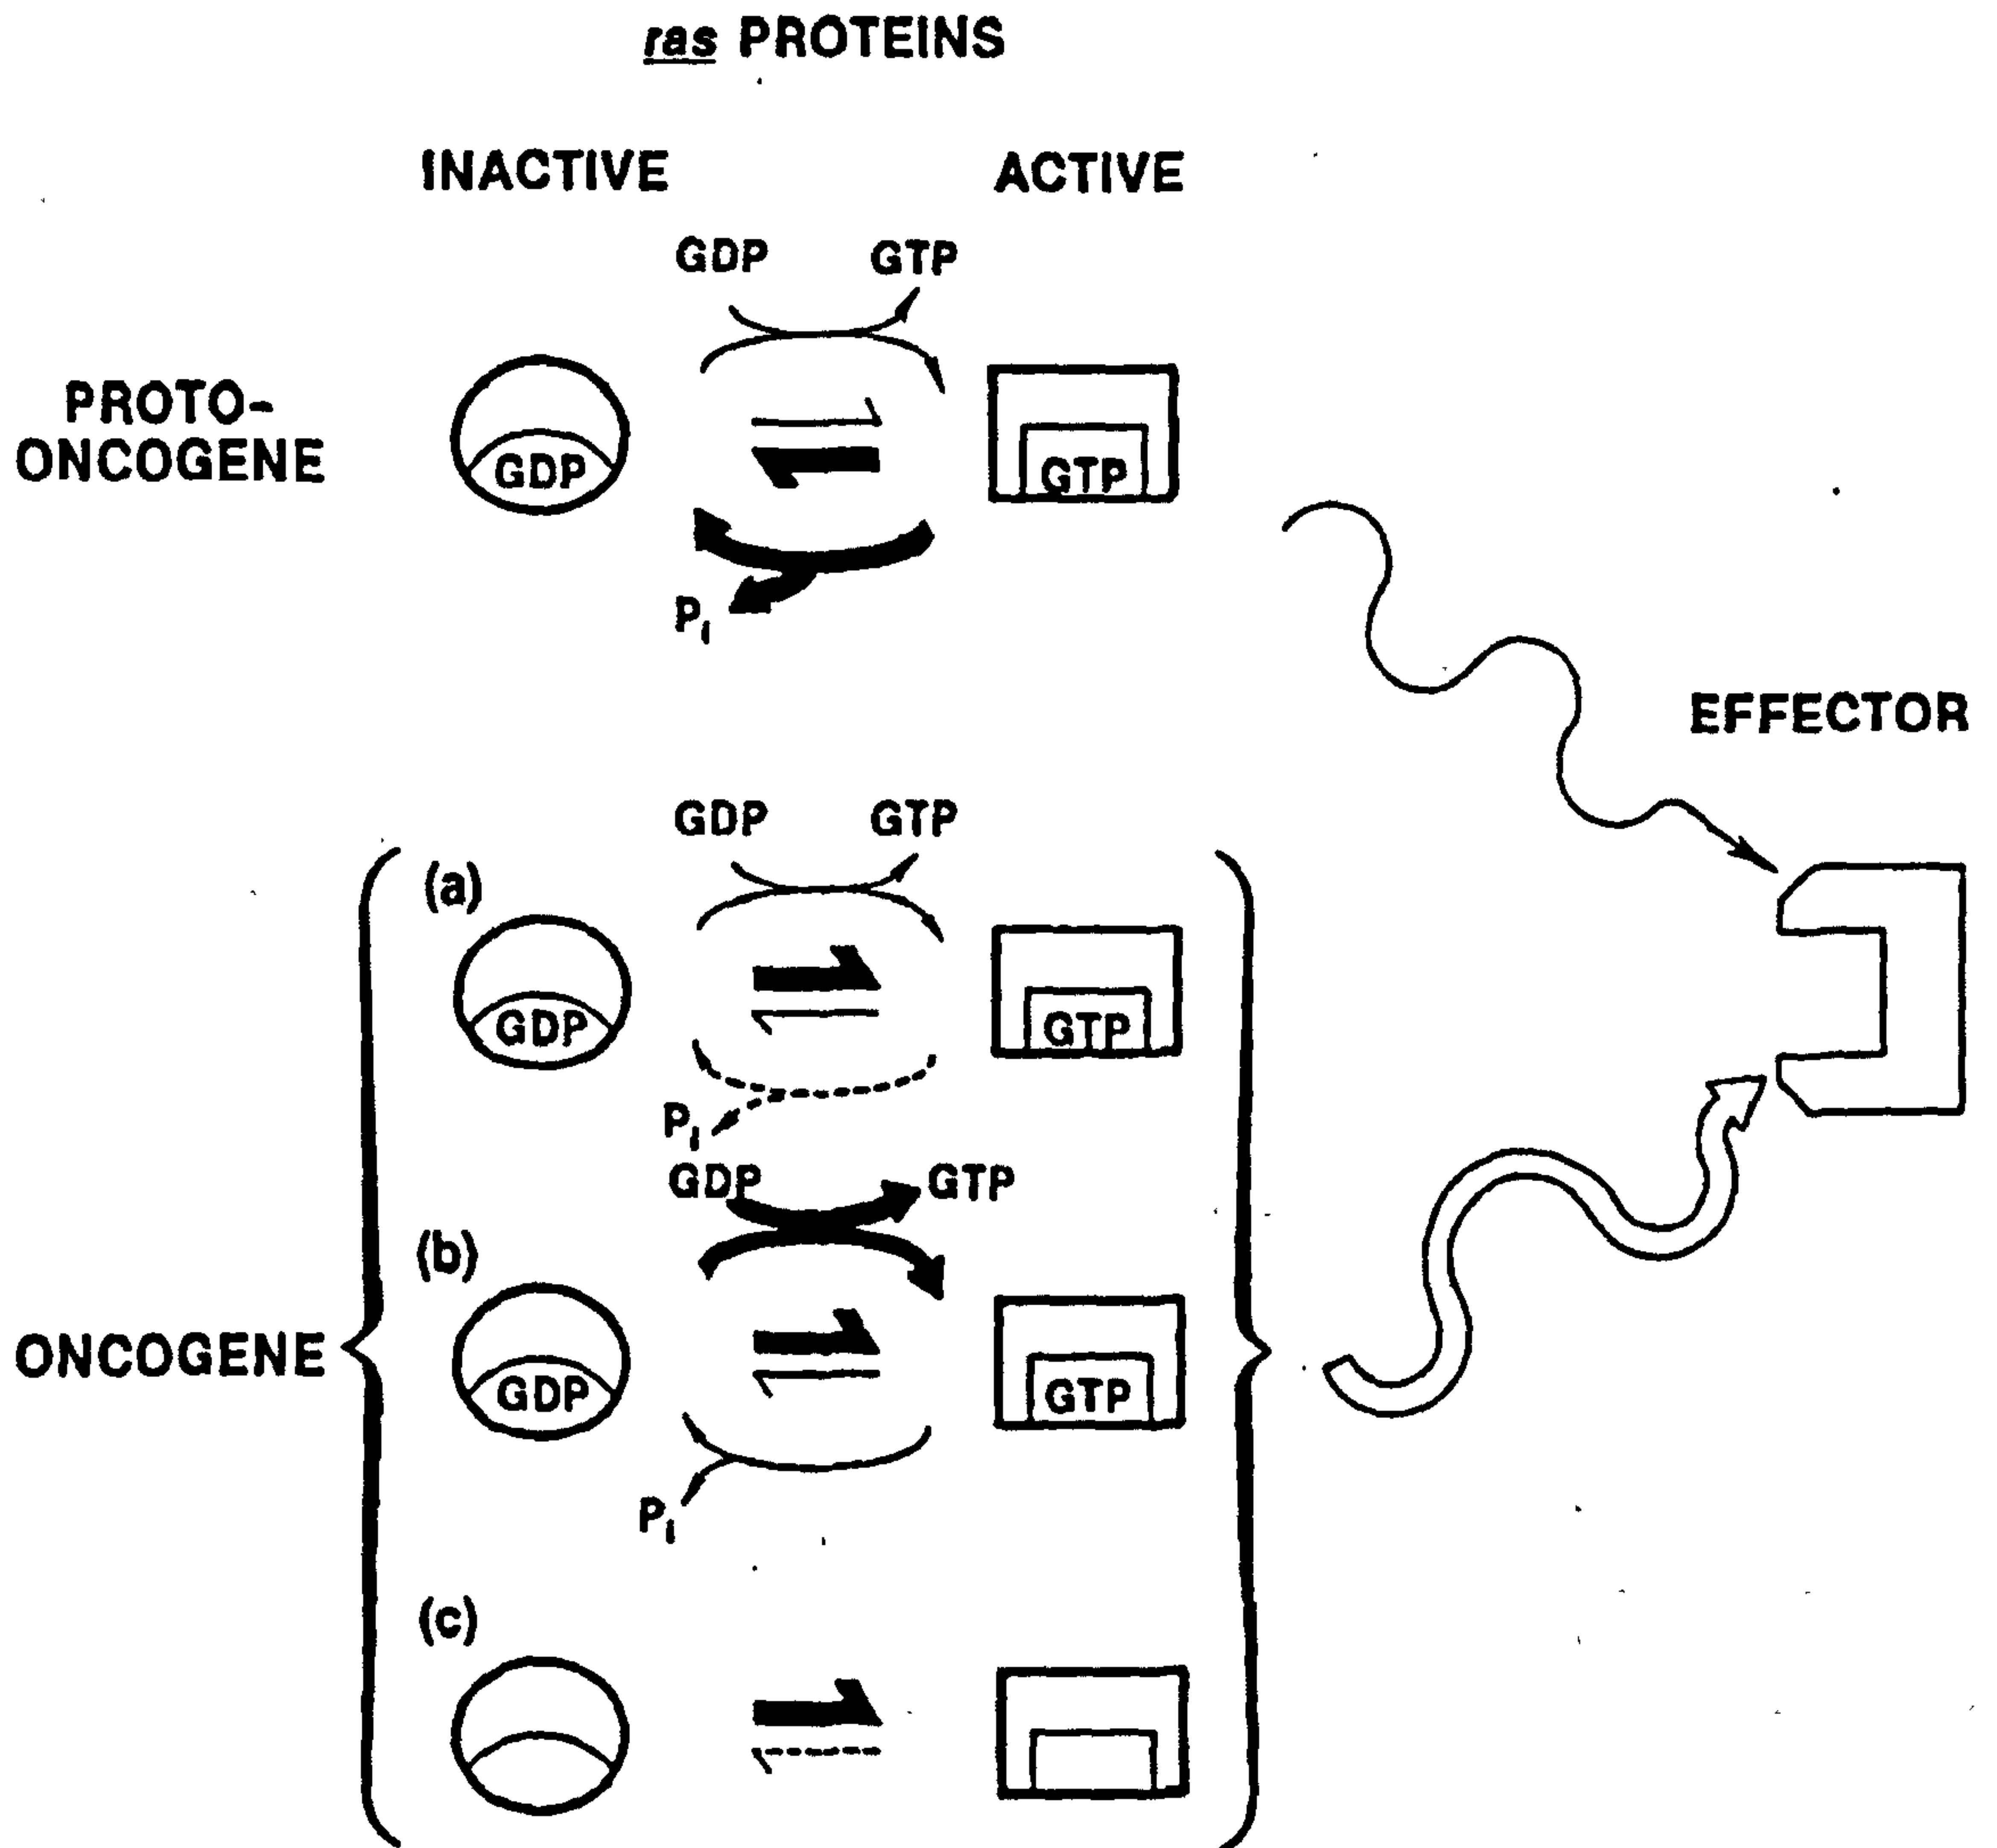 ras PROTEINS
INACTIVE ACTIVE
GDP GTP
PROTO-
ONCOGENE
GDP GTP
Pi
EFFECTOR
GDP GTP
(a)
GDP GTP
Pi
GDP GTP
(b)
ONCOGENE
GDP GTP
Pi
(c)